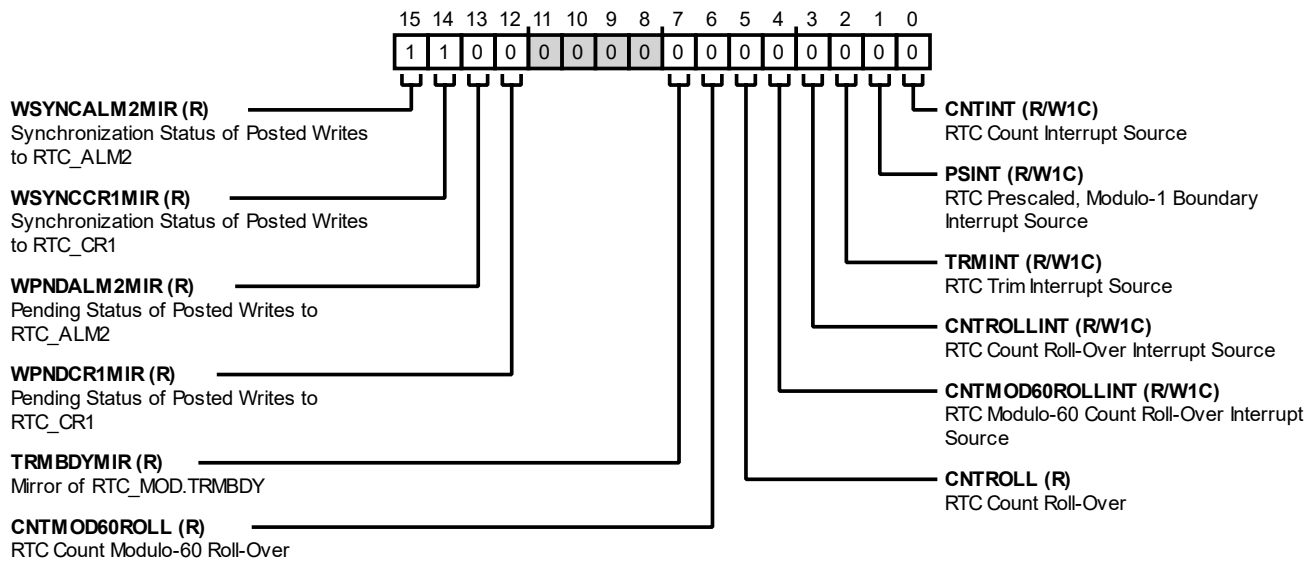 15 14 13 12 11 10 9 8 7 6 5 4 3 2 1 0
1 1 0 0 0 0 0 0 0 0 0 0 0 0 0 0
WSYNCALM2MIR (R)
Synchronization Status of Posted Writes
to RTC_ALM2
WSYNCCR1MIR (R)
Synchronization Status of Posted Writes
to RTC_CR1
WPNDALM2MIR (R)
Pending Status of Posted Writes to
RTC_ALM2
WPNDCR1MIR (R)
Pending Status of Posted Writes to
RTC_CR1
TRMBDYMIR (R)
Mirror of RTC_MOD.TRMBDY
CNTMOD60ROLL (R)
RTC Count Modulo-60 Roll-Over
CNTINT (R/W1C)
RTC Count Interrupt Source
PSINT (R/W1C)
RTC Prescaled, Modulo-1 Boundary
Interrupt Source
TRMINT (R/W1C)
RTC Trim Interrupt Source
CNTROLLINT (R/W1C)
RTC Count Roll-Over Interrupt Source
CNTMOD60ROLLINT (R/W1C)
RTC Modulo-60 Count Roll-Over Interrupt
Source
CNTROLL (R)
RTC Count Roll-Over